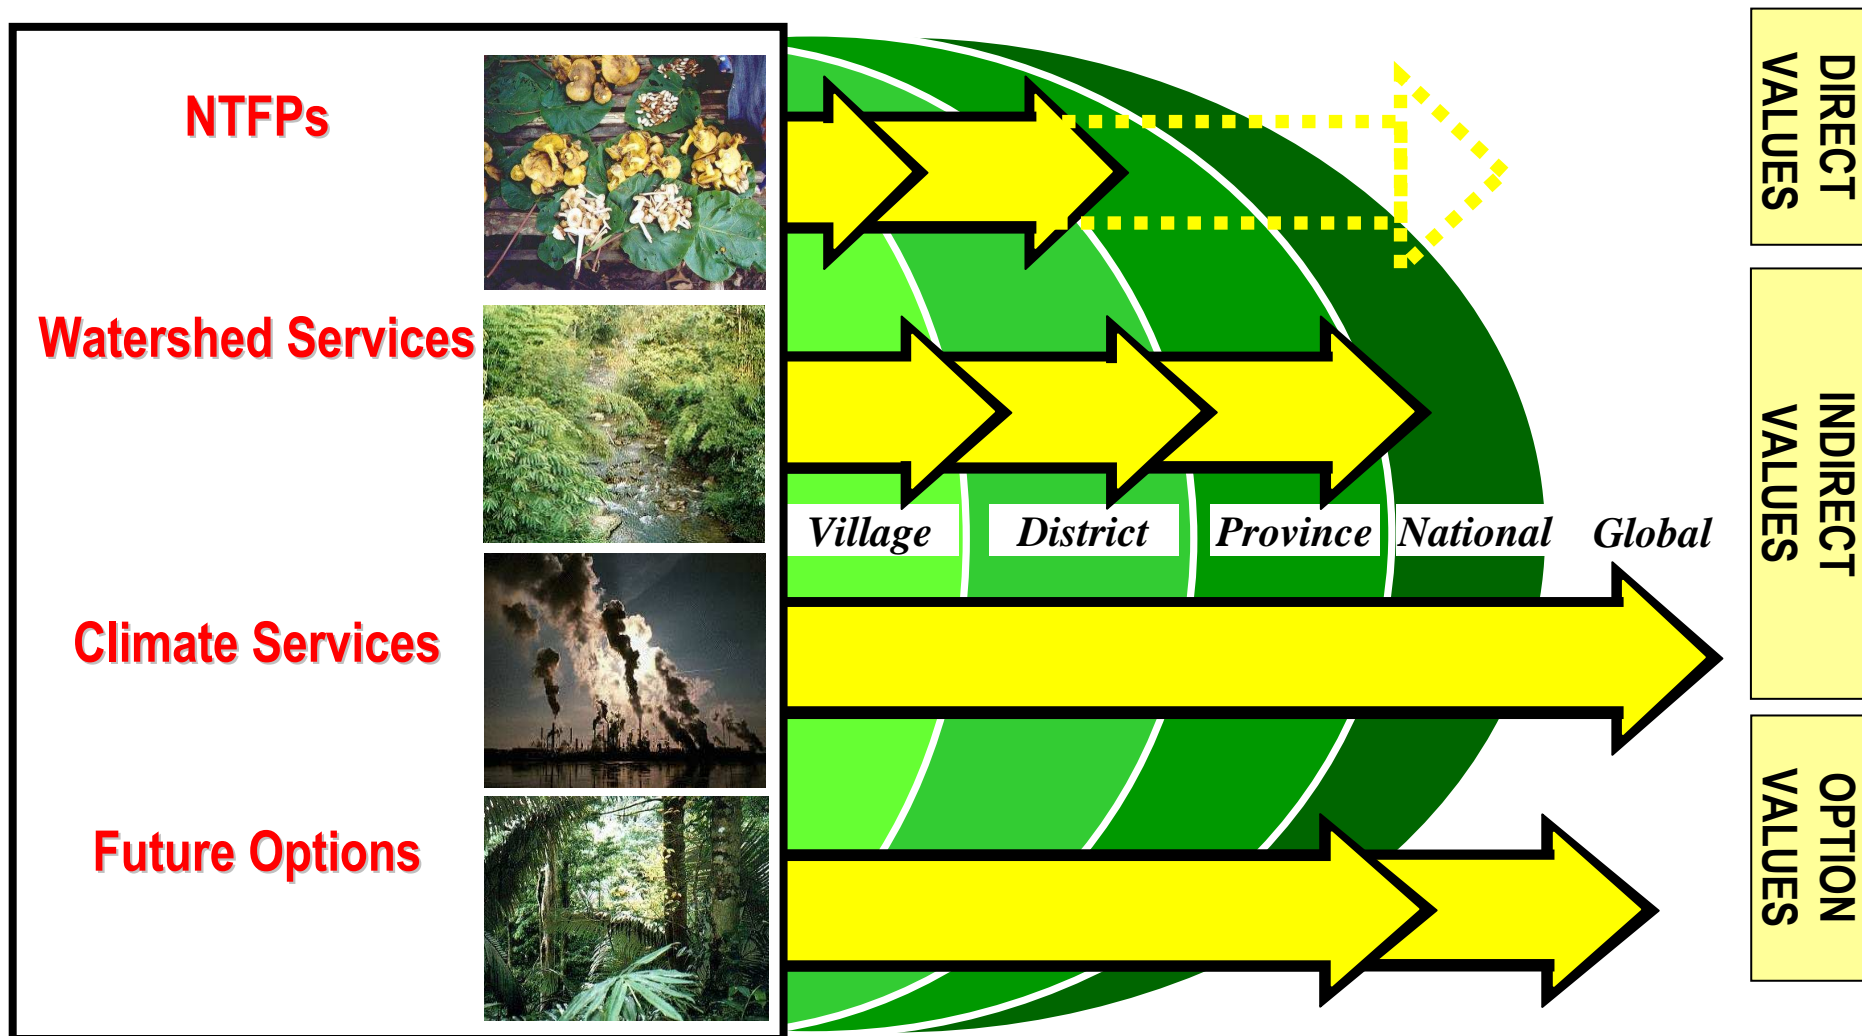 NTFPs
Watershed Services
Climate Services
Future Options
Village
District
Province
National
Global
DIRECT
VALUES
INDIRECT
VALUES
OPTION
VALUES